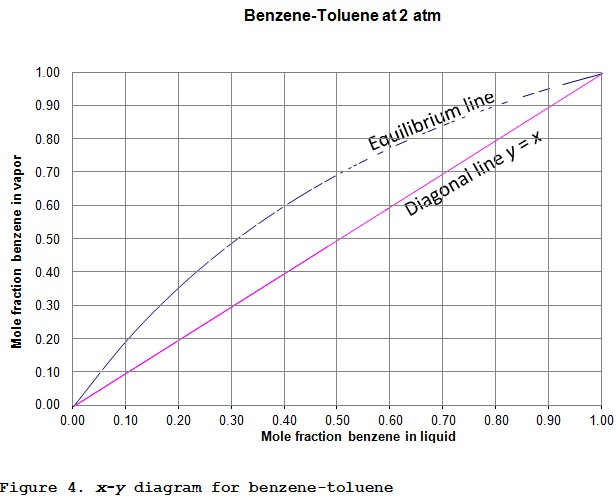 Benzene-Toluene at 2 atm
1.00
0.90
0.80
0.70
0.60
0.50
0.40
0.30
0.20
0.10
0.00
Mole fraction benzene in vapor
Equilibrium line
Diagonal line y = x
0.00 0.10 0.20 0.30 0.40 0.50 0.60 0.70 0.80 0.90 1.00
Mole fraction benzene in liquid
Figure 4. x-y diagram for benzene-toluene